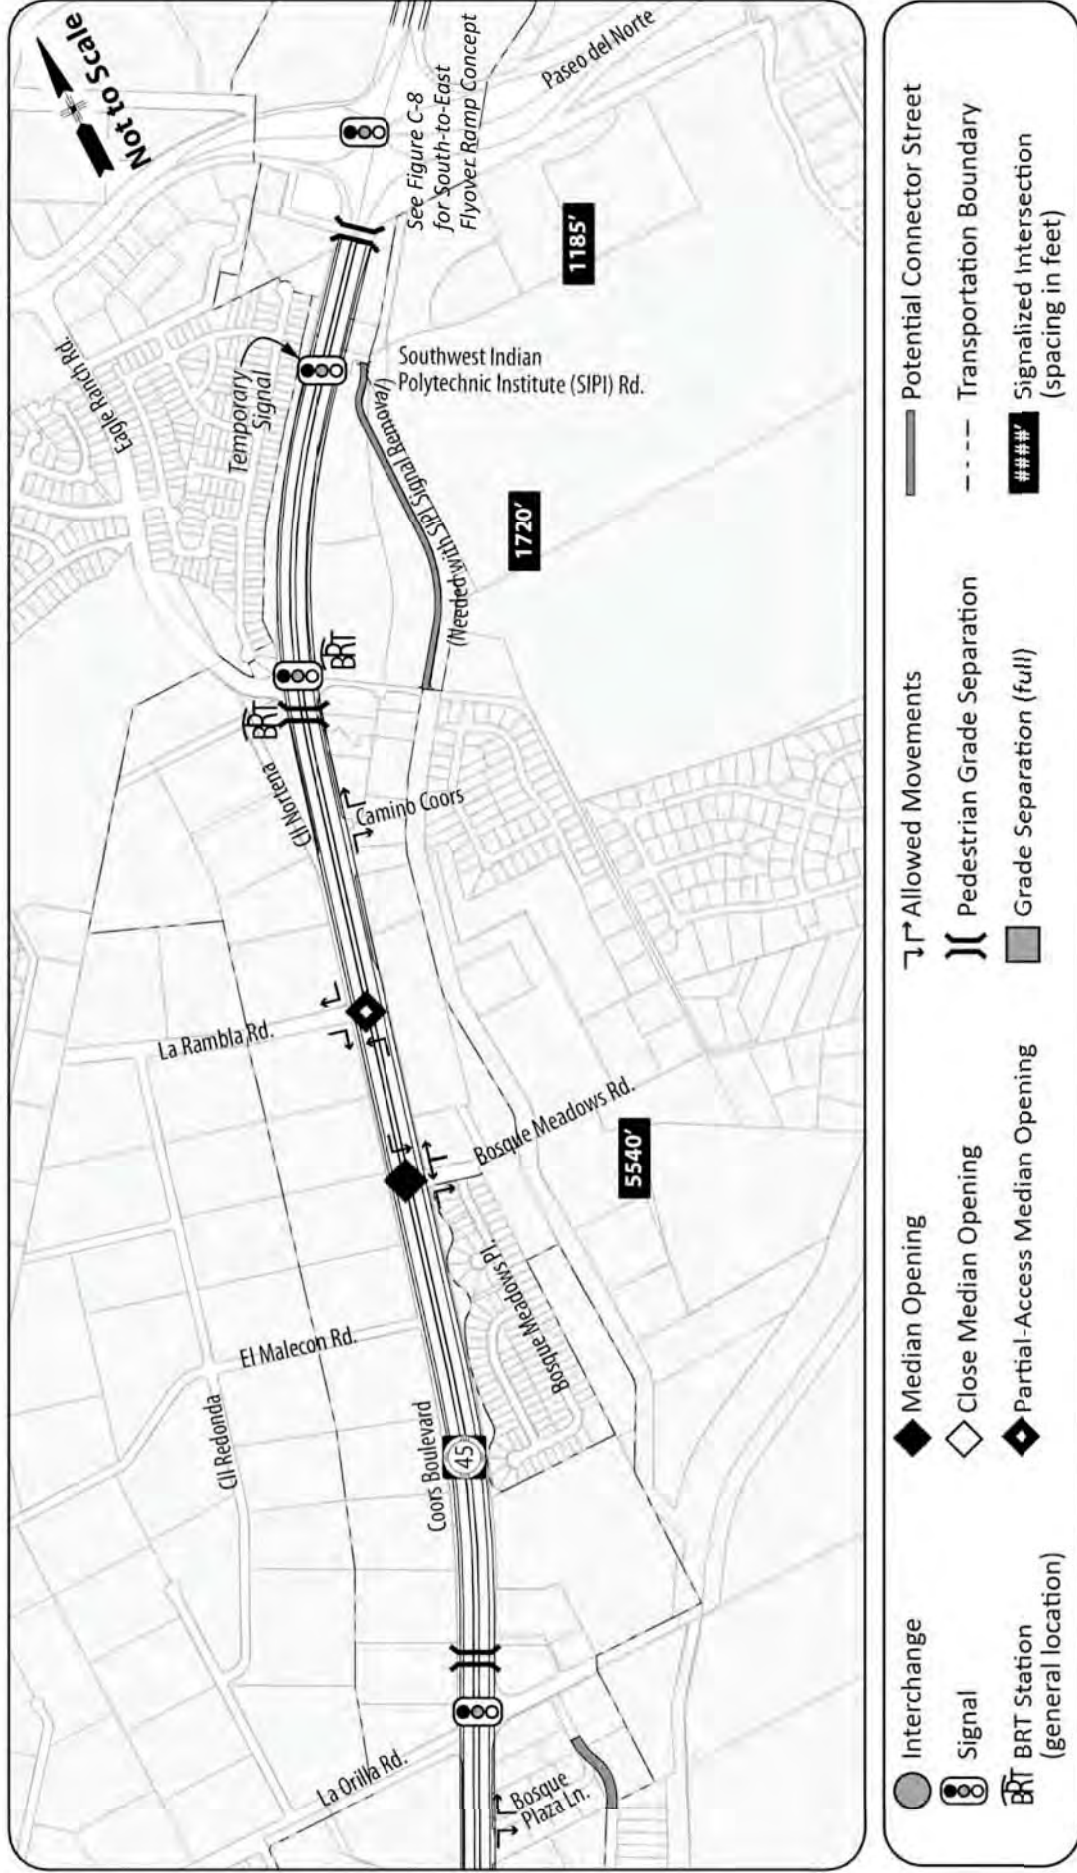 Not to Scale
Paseo del Norte
See Figure C-8
for South-to-East
Flyover Ramp Concept
1185'
Eagle Ranch Rd.
Temporary
Signal
Southwest Indian
Polytechnic Institute (SIPI) Rd.
(Needed with SIPI Signal Removal)
1720'
BRT
BRT
Cll Nortena
Camino Coors
La Rambla Rd.
Bosque Meadows Rd.
5540'
El Malecon Rd.
Bosque Meadows Pl.
Cll Redonda
Coors Boulevard
45
La Orilla Rd.
Bosque
Plaza Ln.
Interchange
Signal
BRT BRT Station
(general location)
Median Opening
Close Median Opening
Partial-Access Median Opening
Allowed Movements
Pedestrian Grade Separation
Grade Separation (full)
Potential Connector Street
Transportation Boundary
####' Signalized Intersection
(spacing in feet)